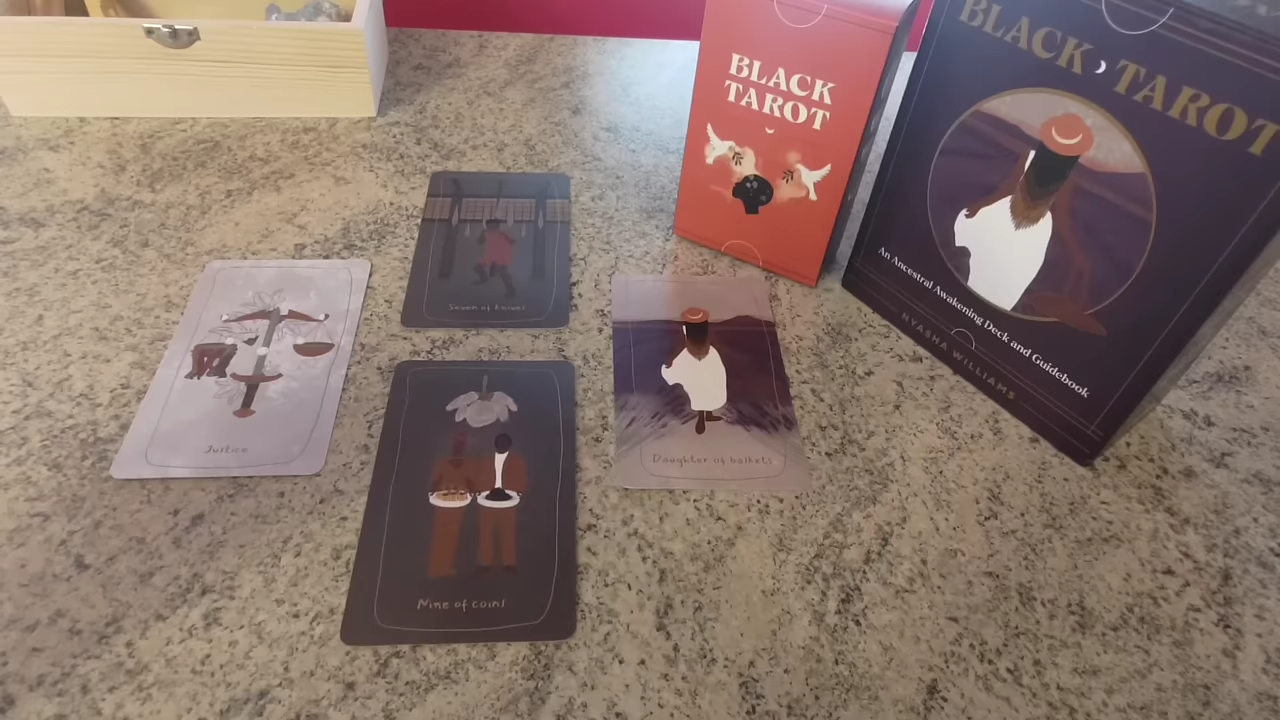 BLACK
TAROT
BLACK TAROT
An Ancestral Awakening Deck and Guidebook
NYASHA WILLIAMS
Seven of knives
Justice
Daughter of baskets
Nine of coins